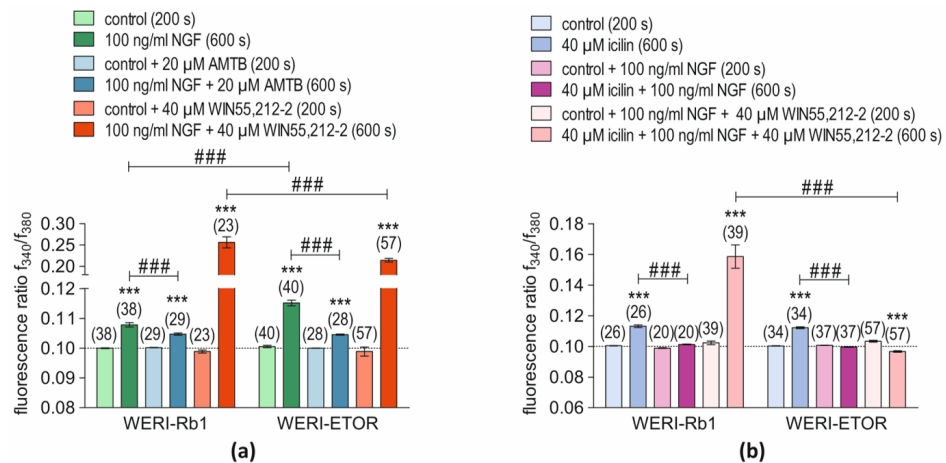 control (200 s)
100 ng/ml NGF (600 s)
control + 20 µM AMTB (200 s)
100 ng/ml NGF + 20 µM AMTB (600 s)
control + 40 µM WIN55,212-2 (200 s)
100 ng/ml NGF + 40 µM WIN55,212-2 (600 s)
###
###
fluorescence ratio f340/f380
0.30
0.25
0.20
0.12
0.11
0.10
0.09
0.08
(38)
***
(38)
###
(29)
***
(29)
(23)
***
(23)
(40)
***
(40)
###
(28)
***
(28)
(57)
***
(57)
WERI-Rb1
WERI-ETOR
(a)
control (200 s)
40 µM icilin (600 s)
control + 100 ng/ml NGF (200 s)
40 µM icilin + 100 ng/ml NGF (600 s)
control + 100 ng/ml NGF + 40 µM WIN55,212-2 (200 s)
40 µM icilin + 100 ng/ml NGF + 40 µM WIN55,212-2 (600 s)
###
fluorescence ratio f340/f380
0.18
0.16
0.14
0.12
0.10
0.08
0.06
(26)
***
(26)
###
(20)
(20)
(39)
***
(39)
(34)
***
(34)
###
(37)
(37)
(57)
***
(57)
WERI-Rb1
WERI-ETOR
(b)